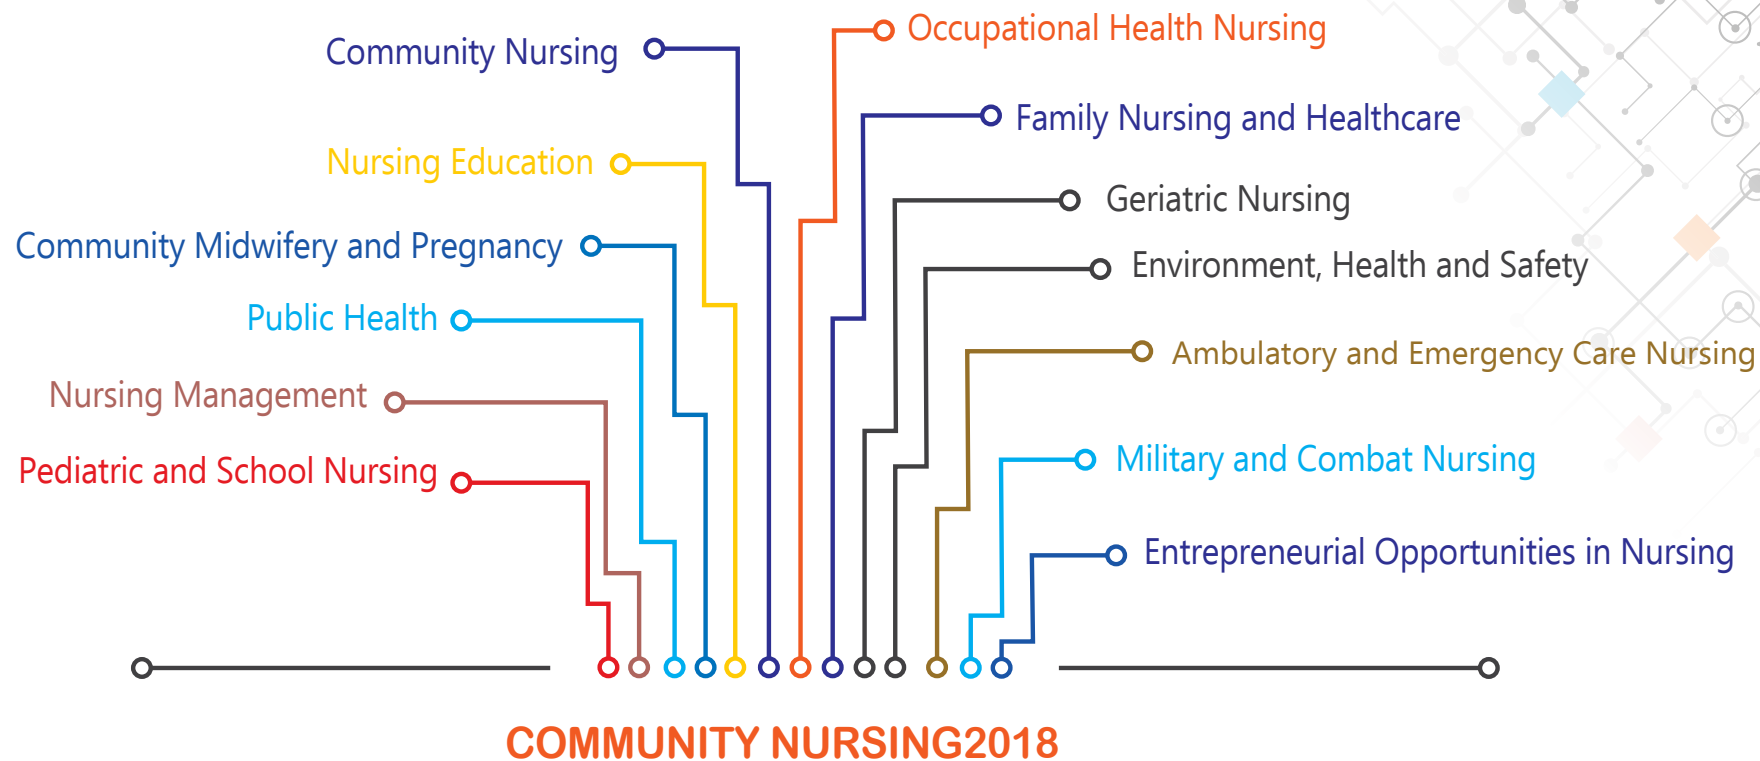 Community Nursing
Nursing Education
Community Midwifery and Pregnancy
Public Health
Nursing Management
Pediatric and School Nursing
Occupational Health Nursing
Family Nursing and Healthcare
Geriatric Nursing
Environment, Health and Safety
Ambulatory and Emergency Care Nursing
Military and Combat Nursing
Entrepreneurial Opportunities in Nursing
COMMUNITY NURSING2018